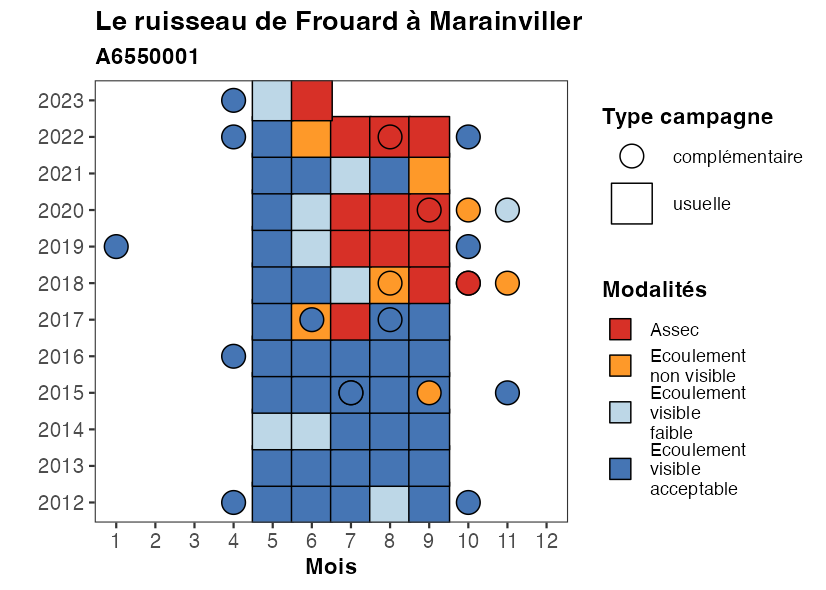 Le ruisseau de Frouard à Marainviller
A6550001
2023
2022
2021
2020
2019
2018
2017
2016
2015
2014
2013
2012
1 2 3 4 5 6 7 8 9 10 11 12
Mois
Type campagne
complémentaire
usuelle
Modalités
Assec
Ecoulement
non visible
Ecoulement
visible
faible
Ecoulement
visible
acceptable